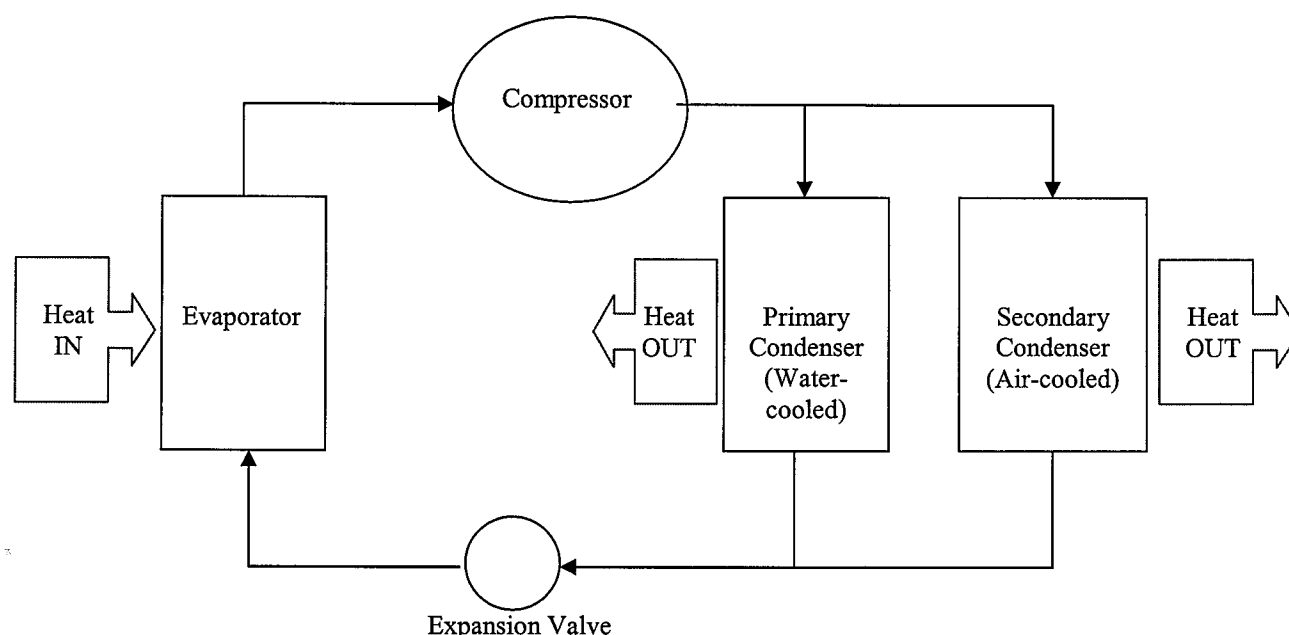 Compressor
Heat
IN
Evaporator
Heat
OUT
Primary
Condenser
(Water-
cooled)
Secondary
Condenser
(Air-cooled)
Heat
OUT
Expansion Valve